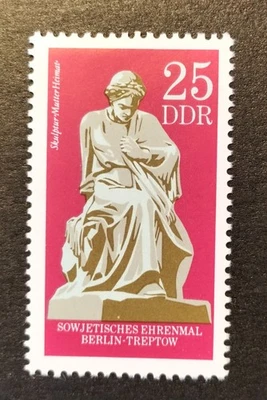 25
DDR
Skulptur Mutter Heimat
SOWJETISCHES EHRENMAL
BERLIN-TREPTOW